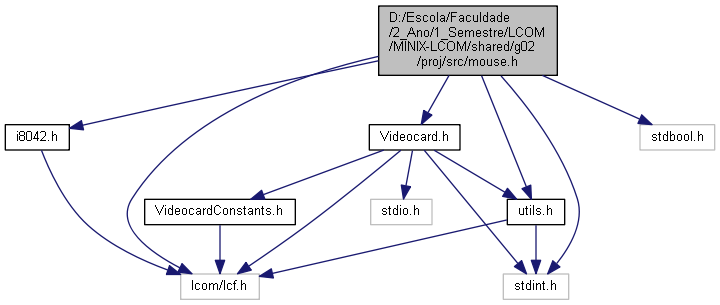 D:/Escola/Faculdade
/2_Ano/1_Semestre/LCOM
/MINIX-LCOM/shared/g02
/proj/src/mouse.h
i8042.h
Videocard.h
stdbool.h
VideocardConstants.h
stdio.h
utils.h
lcom/lcf.h
stdint.h